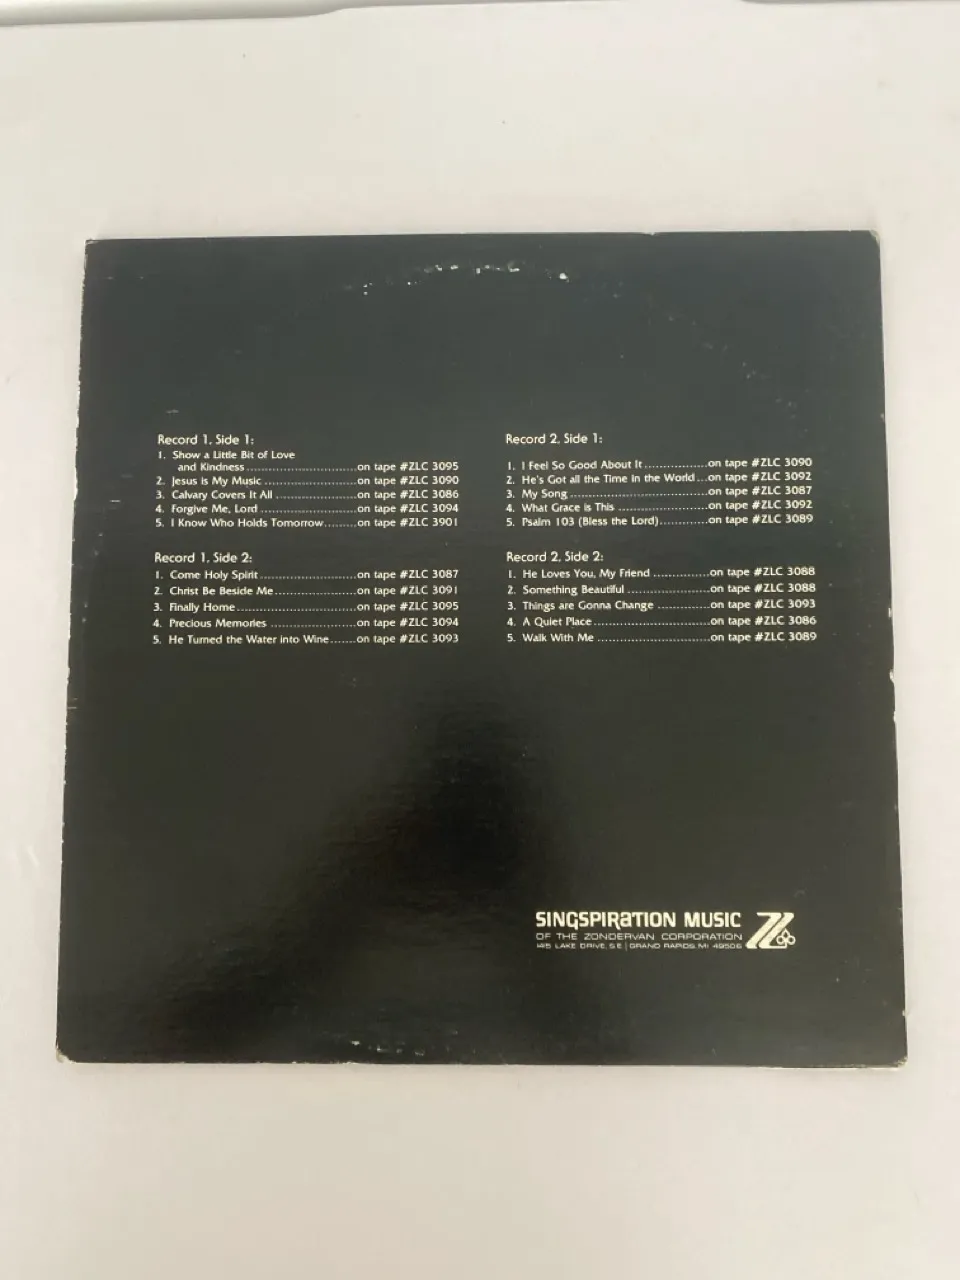 Record 1, Side 1:
1. Show a Little Bit of Love
and Kindness..............................on tape #ZLC 3095
2. Jesus is My Music .........................on tape #ZLC 3090
3. Calvary Covers It All ......................on tape #ZLC 3086
4. Forgive Me, Lord ..........................on tape #ZLC 3094
5. I Know Who Holds Tomorrow.........on tape #ZLC 3901
Record 1, Side 2:
1. Come Holy Spirit..........................on tape #ZLC 3087
2. Christ Be Beside Me......................on tape #ZLC 3091
3. Finally Home................................on tape #ZLC 3095
4. Precious Memories .......................on tape #ZLC 3094
5. He Turned the Water into Wine.......on tape #ZLC 3093
Record 2, Side 1:
1. I Feel So Good About It .................on tape #ZLC 3090
2. He's Got all the Time in the World ...on tape #ZLC 3092
3. My Song .....................................on tape #ZLC 3087
4. What Grace is This ........................on tape #ZLC 3092
5. Psalm 103 (Bless the Lord).............on tape #ZLC 3089
Record 2, Side 2:
1. He Loves You, My Friend ...............on tape #ZLC 3088
2. Something Beautiful ......................on tape #ZLC 3088
3. Things are Gonna Change ..............on tape #ZLC 3093
4. A Quiet Place...............................on tape #ZLC 3086
5. Walk With Me ..............................on tape #ZLC 3089
SINGSPIRATION MUSIC
OF THE ZONDERVAN CORPORATION
1415 LAKE DRIVE, S.E. | GRAND RAPIDS, MI 49506